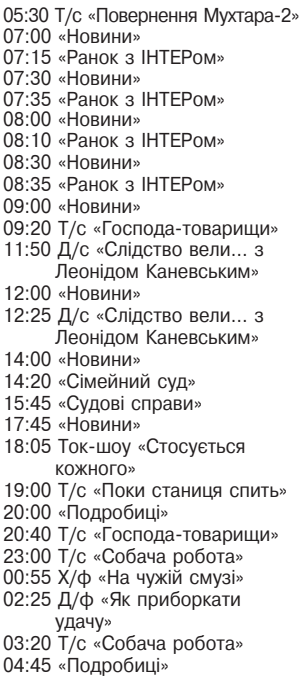 05:30 Т/с «Повернення Мухтара-2»
07:00 «Новини»
07:15 «Ранок з ІНТЕРом»
07:30 «Новини»
07:35 «Ранок з ІНТЕРом»
08:00 «Новини»
08:10 «Ранок з ІНТЕРом»
08:30 «Новини»
08:35 «Ранок з ІНТЕРом»
09:00 «Новини»
09:20 Т/с «Господа-товарищи»
11:50 Д/с «Слідство вели... з
Леонідом Каневським»
12:00 «Новини»
12:25 Д/с «Слідство вели... з
Леонідом Каневським»
14:00 «Новини»
14:20 «Сімейний суд»
15:45 «Судові справи»
17:45 «Новини»
18:05 Ток-шоу «Стосується
кожного»
19:00 Т/с «Поки станиця спить»
20:00 «Подробиці»
20:40 Т/с «Господа-товарищи»
23:00 Т/с «Собача робота»
00:55 Х/ф «На чужій смузі»
02:25 Д/ф «Як приборкати
удачу»
03:20 Т/с «Собача робота»
04:45 «Подробиці»